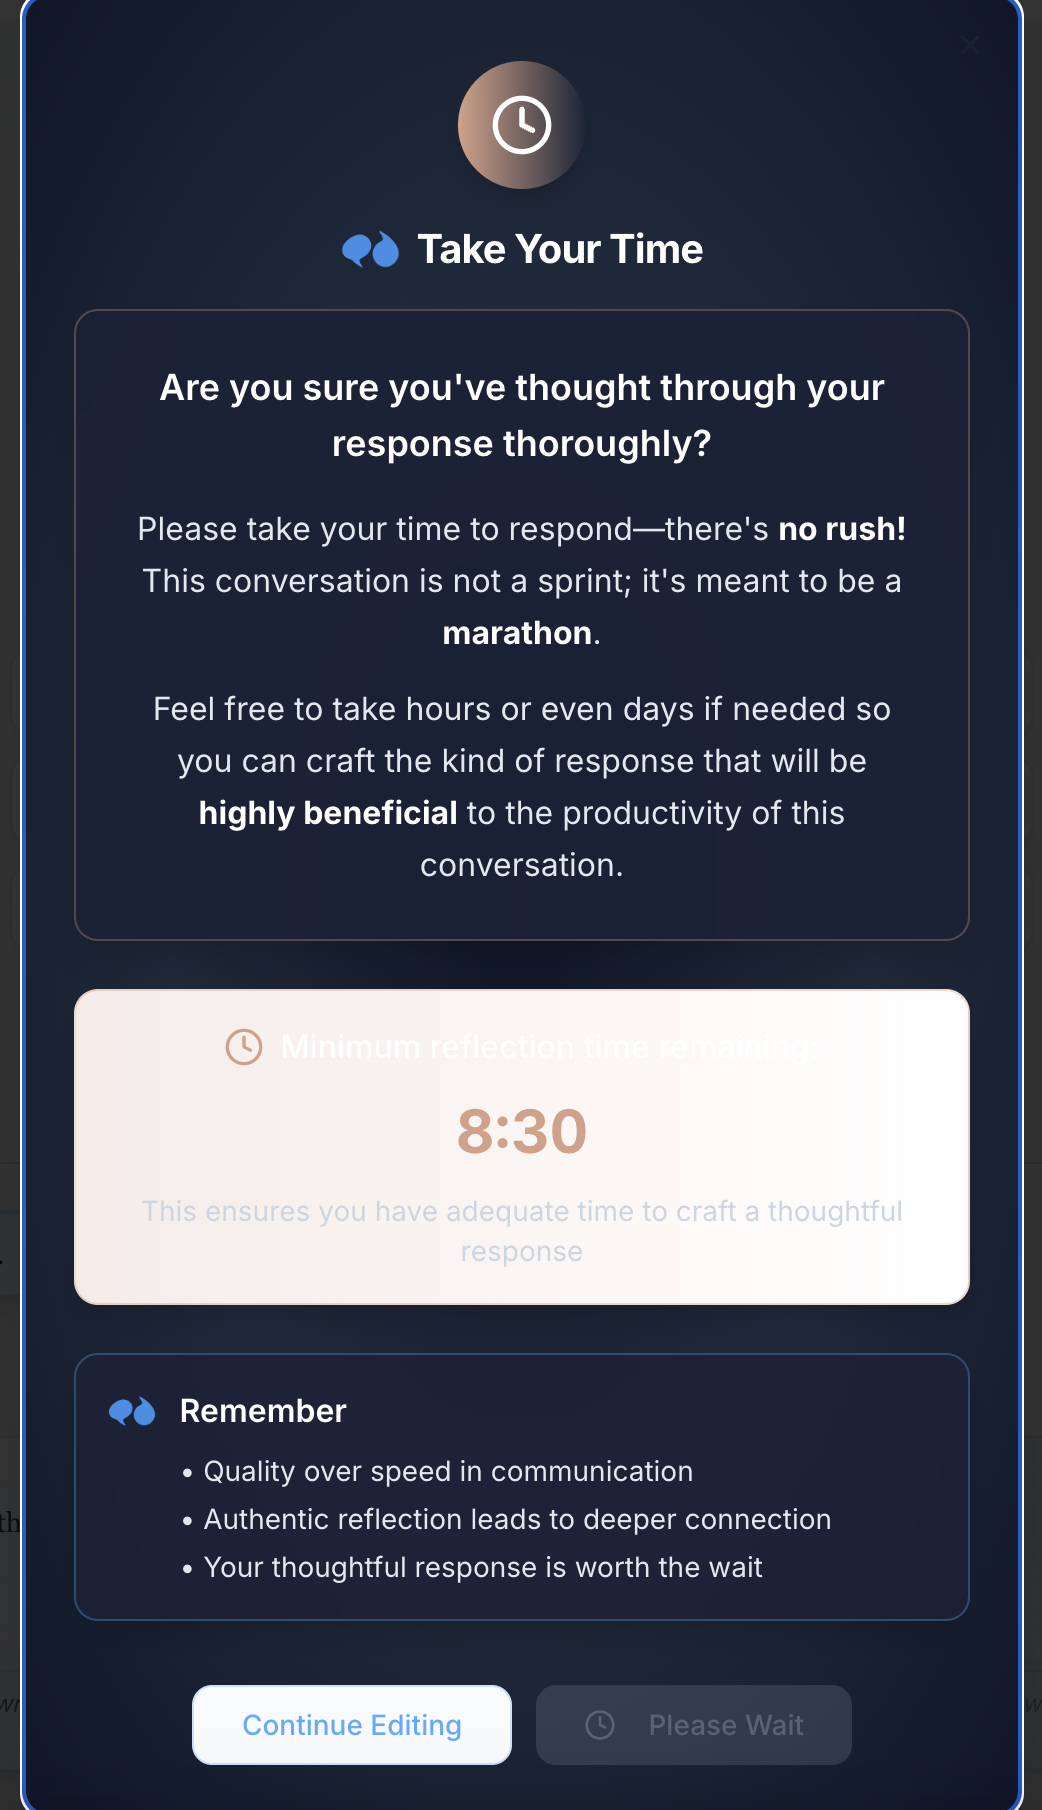 Take Your Time
Are you sure you've thought through your
response thoroughly?
Please take your time to respond—there's no rush!
This conversation is not a sprint; it's meant to be a
marathon.
Feel free to take hours or even days if needed so
you can craft the kind of response that will be
highly beneficial to the productivity of this
conversation.
Minimum reflection time remaining:
8:30
This ensures you have adequate time to craft a thoughtful
response
Remember
• Quality over speed in communication
• Authentic reflection leads to deeper connection
• Your thoughtful response is worth the wait
Continue Editing
Please Wait